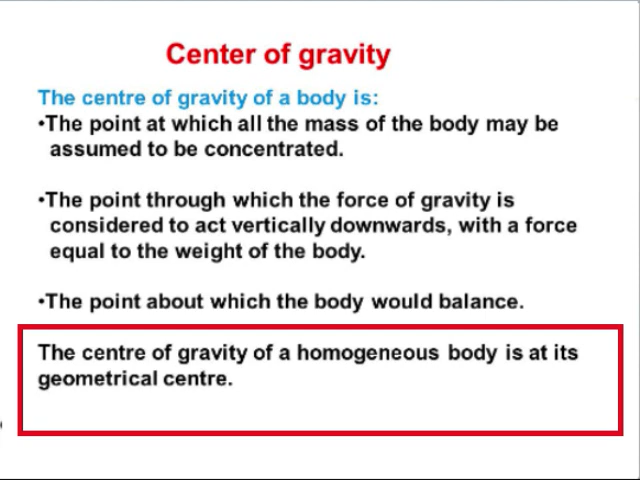 Center of gravity
The centre of gravity of a body is:
•The point at which all the mass of the body may be
assumed to be concentrated.
•The point through which the force of gravity is
considered to act vertically downwards, with a force
equal to the weight of the body.
•The point about which the body would balance.
The centre of gravity of a homogeneous body is at its
geometrical centre.